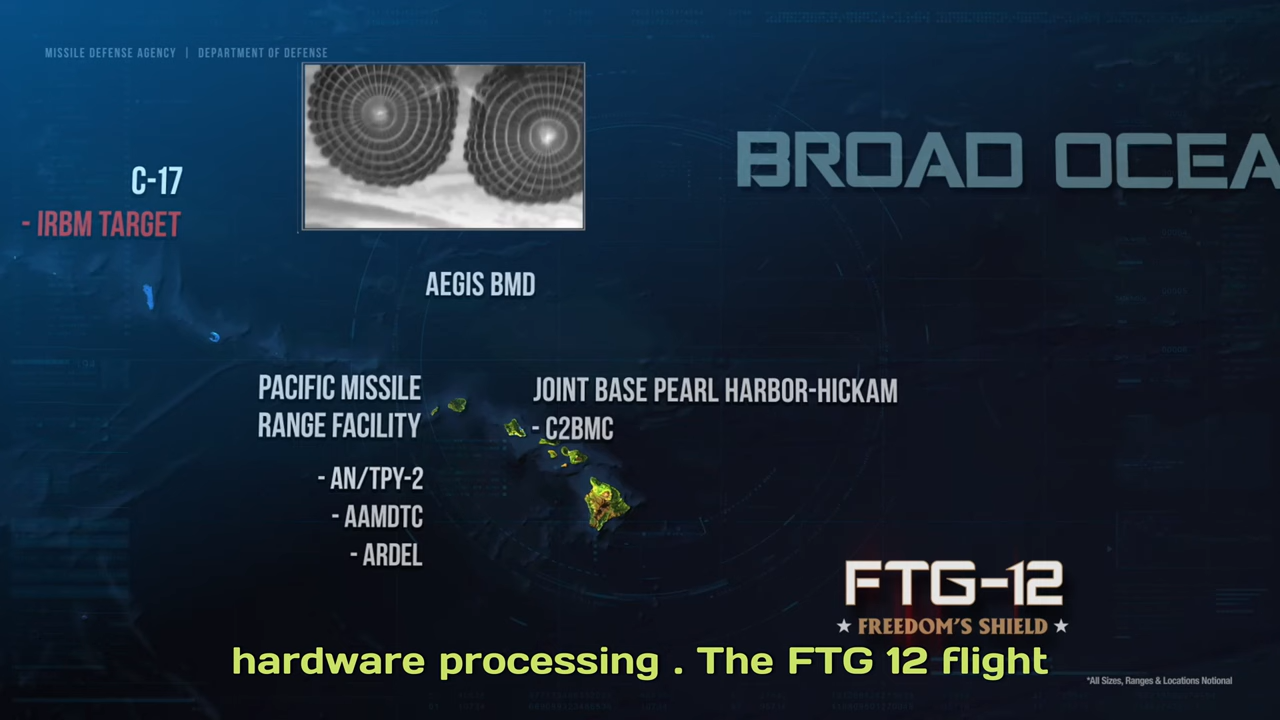 MISSILE DEFENSE AGENCY | DEPARTMENT OF DEFENSE
C-17
- IRBM TARGET
BROAD OCEA
AEGIS BMD
PACIFIC MISSILE
RANGE FACILITY
- AN/TPY-2
- AAMDTC
- ARDEL
JOINT BASE PEARL HARBOR-HICKAM
- C2BMC
FTG-12
★ FREEDOM'S SHIELD ★
hardware processing . The FTG 12 flight
*All Sizes, Ranges & Locations Notional